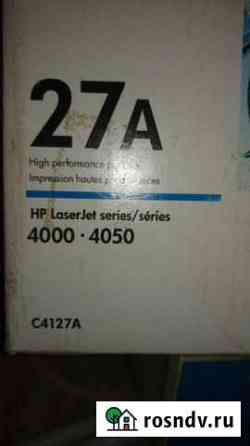 27A
High performance
Impression hautes
HP LaserJet series/séries
4000 · 4050
C4127A
rosndv.ru